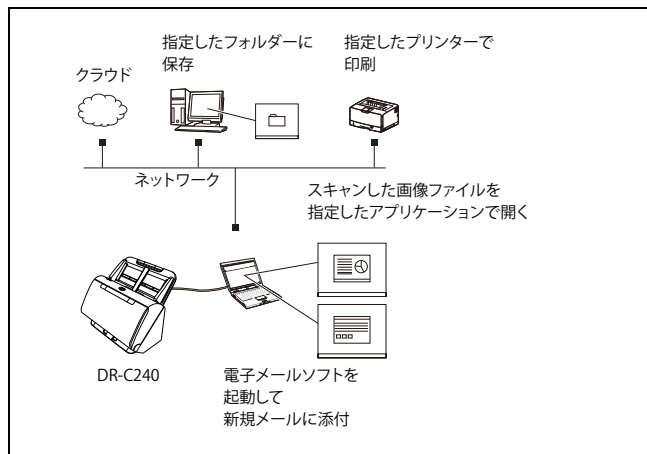 指定したフォルダーに
保存
指定したプリンターで
印刷
クラウド
ネットワーク
スキャンした画像ファイルを
指定したアプリケーションで開く
DR-C240
電子メールソフトを
起動して
新規メールに添付